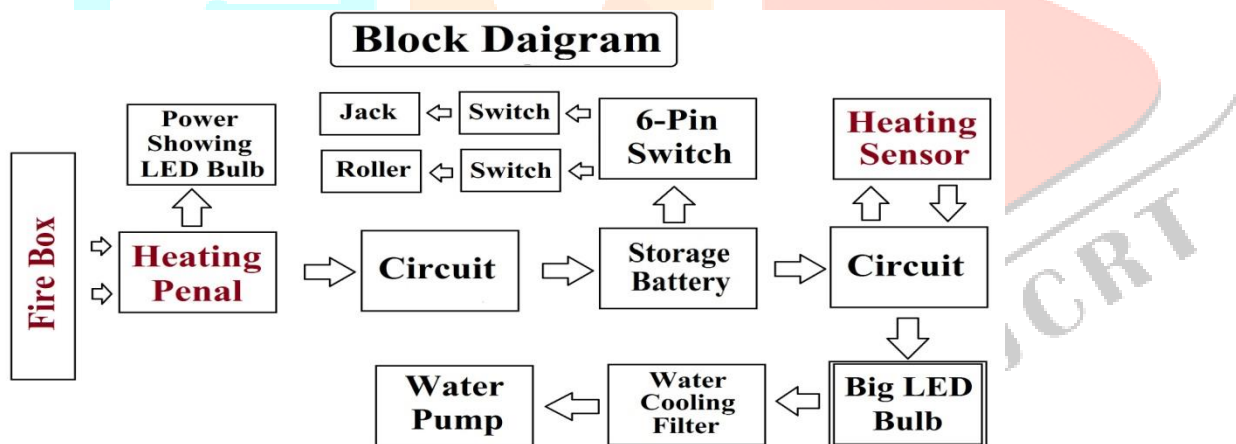 Block Daigram
Jack
Switch
6-Pin
Switch
Heating
Sensor
Power
Showing
LED Bulb
Roller
Switch
Fire Box
Heating
Penal
Circuit
Storage
Battery
Circuit
Water
Pump
Water
Cooling
Filter
Big LED
Bulb